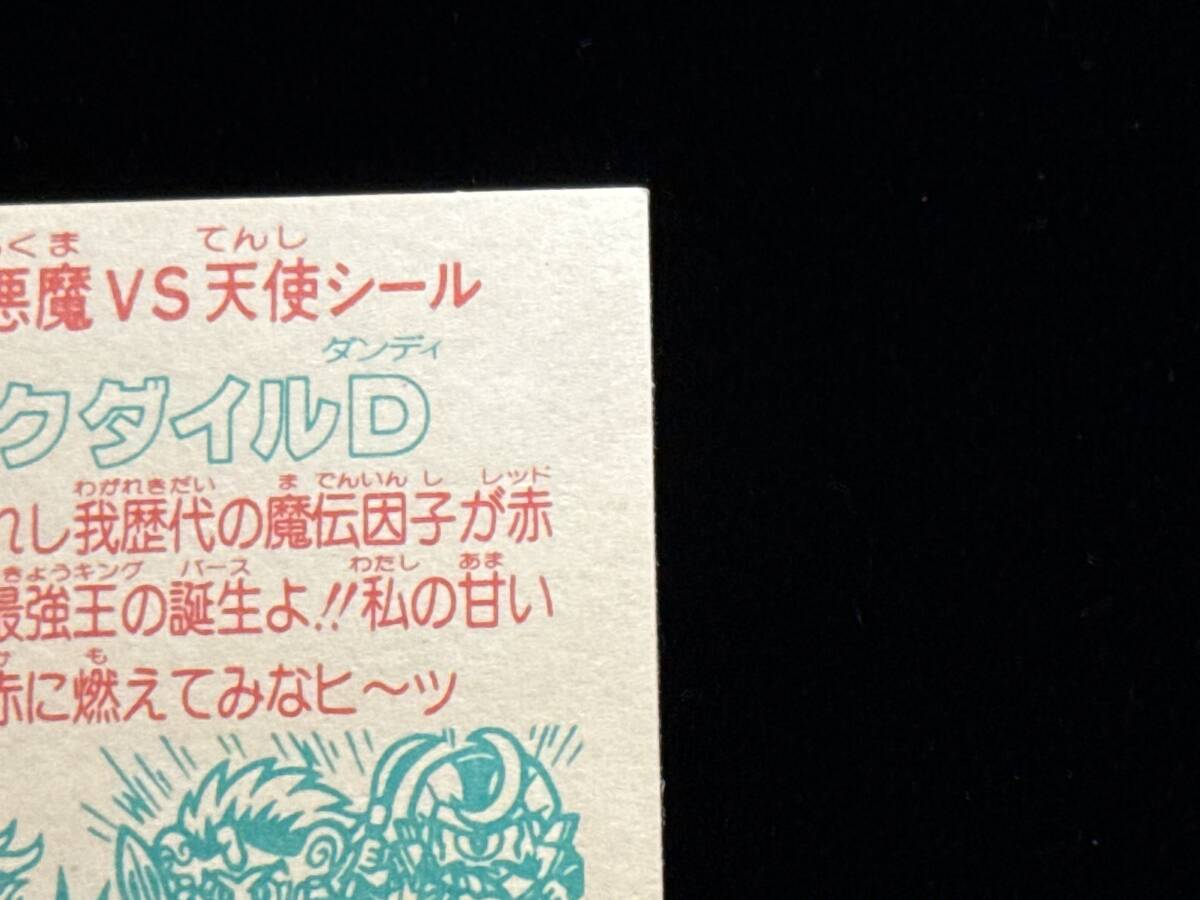 くま てんし
悪魔VS天使シール
ダンディ
クダイルD
わがれきだい ま でんいんし レッド
れし我歴代の魔伝因子が赤
きょうキング バース わたし あま
最強王の誕生よ!!私の甘い
け も
赤に燃えてみなヒ〜ツ